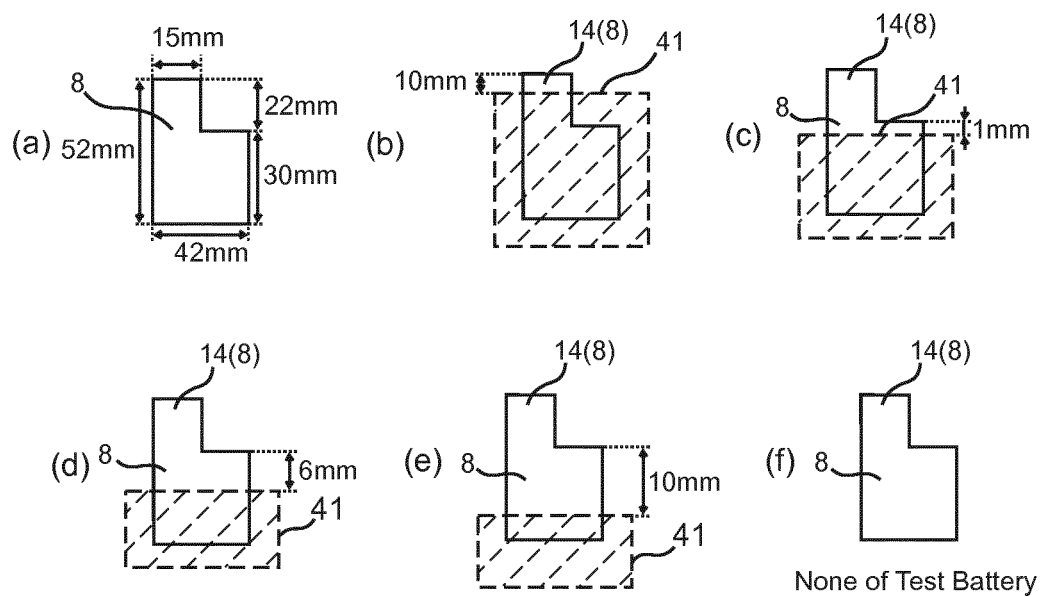 15mm
8
22mm
(a)
52mm
30mm
42mm
14(8)
41
10mm
(b)
14(8)
41
8
(c)
1mm
14(8)
(d)
8
6mm
41
14(8)
(e)
8
10mm
41
14(8)
(f)
8
None of Test Battery